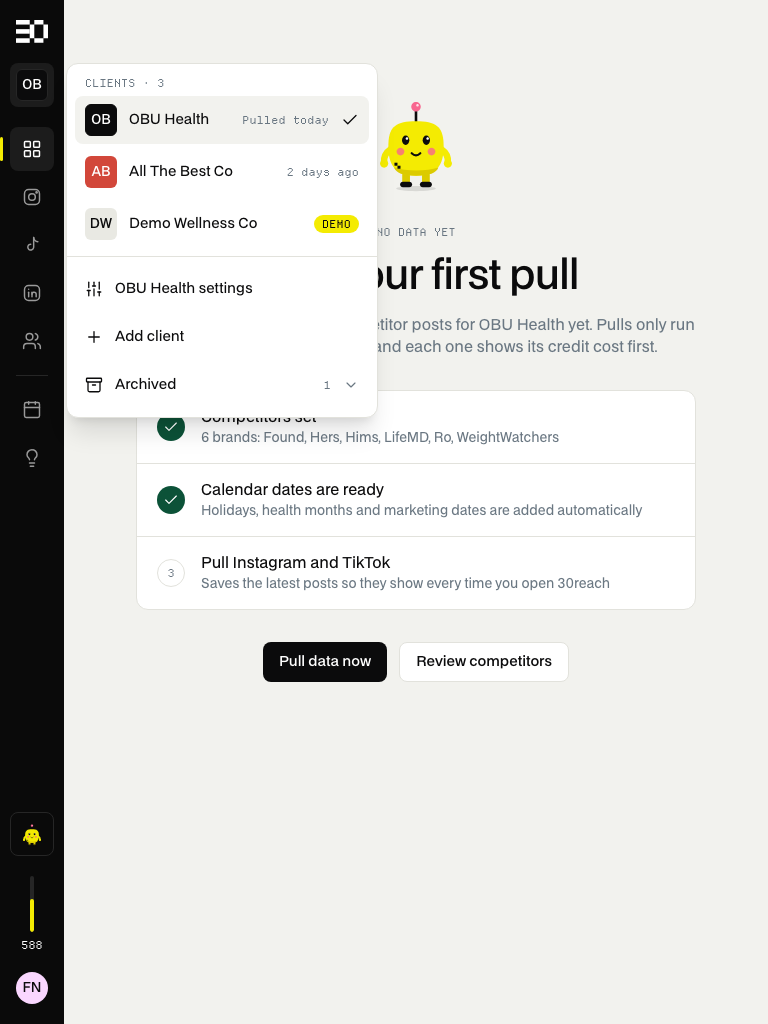 30
OB
CLIENTS · 3
OB OBU Health Pulled today
AB All The Best Co 2 days ago
DW Demo Wellness Co DEMO
OBU Health settings
Add client
Archived 1
NO DATA YET
our first pull
posts for OBU Health yet. Pulls only run
and each one shows its credit cost first.
Competitors set
6 brands: Found, Hers, Hims, LifeMD, Ro, WeightWatchers
Calendar dates are ready
Holidays, health months and marketing dates are added automatically
3 Pull Instagram and TikTok
Saves the latest posts so they show every time you open 30reach
Pull data now Review competitors
588
FN